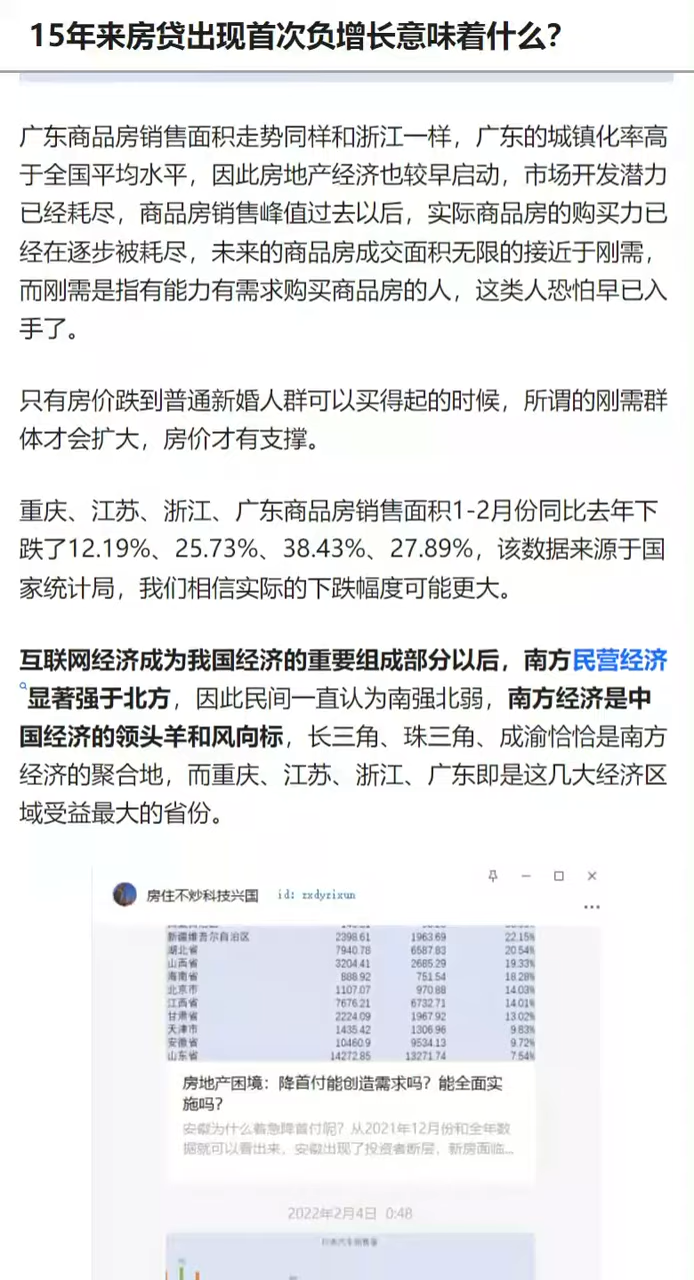 15年来房贷出现首次负增长意味着什么？
广东商品房销售面积走势同样和浙江一样，广东的城镇化率高
于全国平均水平，因此房地产经济也较早启动，市场开发潜力
已经耗尽，商品房销售峰值过去以后，实际商品房的购买力已
经在逐步被耗尽，未来的商品房成交面积无限的接近于刚需，
而刚需是指有能力有需求购买商品房的人，这类人恐怕早已入
手了。
只有房价跌到普通新婚人群可以买得起的时候，所谓的刚需群
体才会扩大，房价才有支撑。
重庆、江苏、浙江、广东商品房销售面积1-2月份同比去年下
跌了12.19%、25.73%、38.43%、27.89%，该数据来源于国
家统计局，我们相信实际的下跌幅度可能更大。
互联网经济成为我国经济的重要组成部分以后，南方民营经济
显著强于北方，因此民间一直认为南强北弱，南方经济是中
国经济的领头羊和风向标，长三角、珠三角、成渝恰恰是南方
经济的聚合地，而重庆、江苏、浙江、广东即是这几大经济区
域受益最大的省份。
房住不炒科技兴国 id: zxdyzixun
新疆维吾尔自治区 2398.61 1963.69 22.15%
湖北省 7940.78 6587.83 20.54%
山西省 3204.41 2685.29 19.33%
海南省 888.92 751.54 18.28%
北京市 1107.07 970.88 14.03%
江西省 7676.21 6732.71 14.01%
甘肃省 2224.09 1967.92 13.02%
天津市 1435.42 1306.96 9.83%
安徽省 10460.9 9534.13 9.72%
山东省 14272.85 13271.74 7.54%
房地产困境：降首付能创造需求吗？能全面实
施吗？
安徽为什么着急降首付呢？从2021年12月份和全年数
据就可以看出来，安徽出现了投资者断层，新房面临...
2022年2月4日 0:48